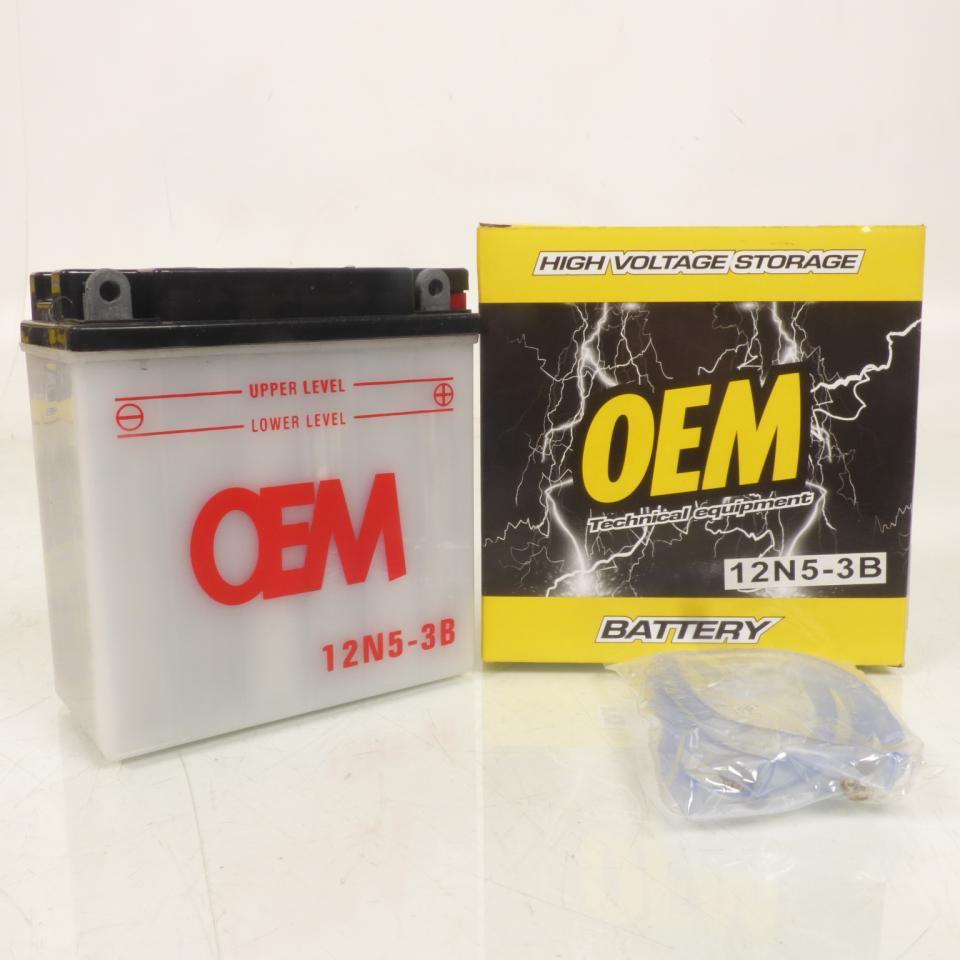 UPPER LEVEL
LOWER LEVEL
OEM
12N5-3B
HIGH VOLTAGE STORAGE
OEM
Technical equipment
12N5-3B
BATTERY